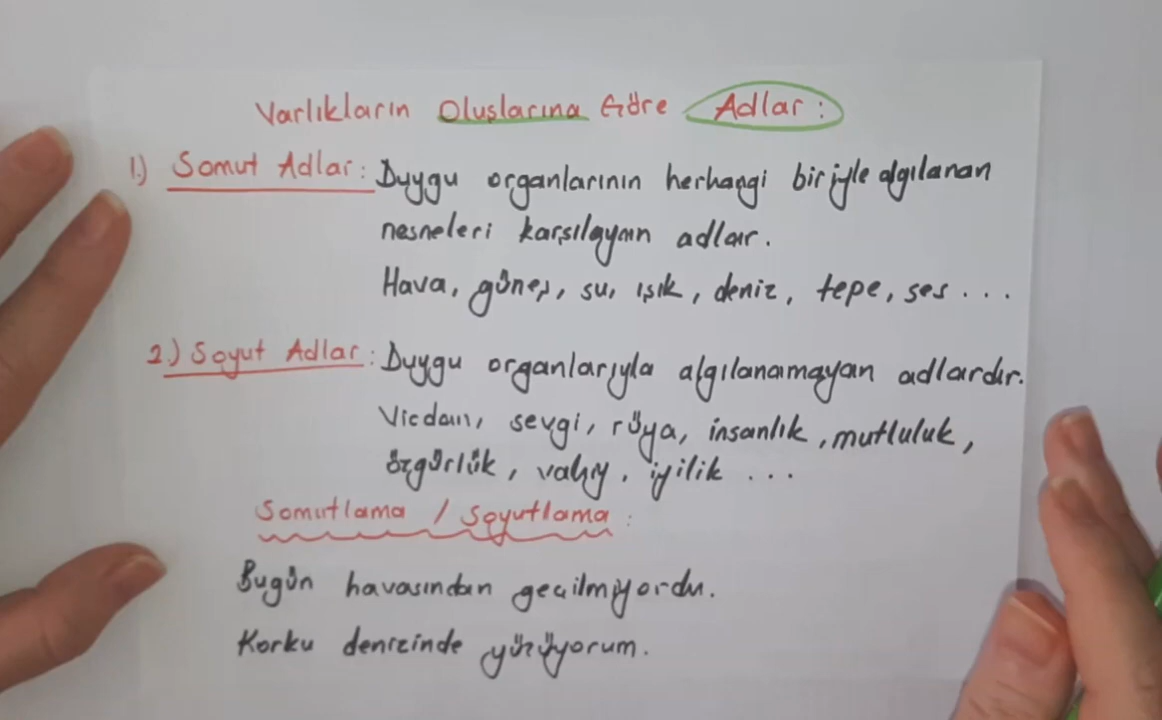 Varlıkların Oluşlarına Göre Adlar:
1.) Somut Adlar: Duygu organlarının herhangi biriyle algılanan
nesneleri karşılayan adlar.
Hava, güneş, su, ışık, deniz, tepe, ses ...
2.) Soyut Adlar: Duygu organlarıyla algılanamayan adlardır.
Vicdan, sevgi, rüya, insanlık, mutluluk,
özgürlük, vahiy, iyilik ...
Somutlama / Soyutlama:
Bugün havasından geçilmiyordu.
Korku denizinde yüzüyorum.